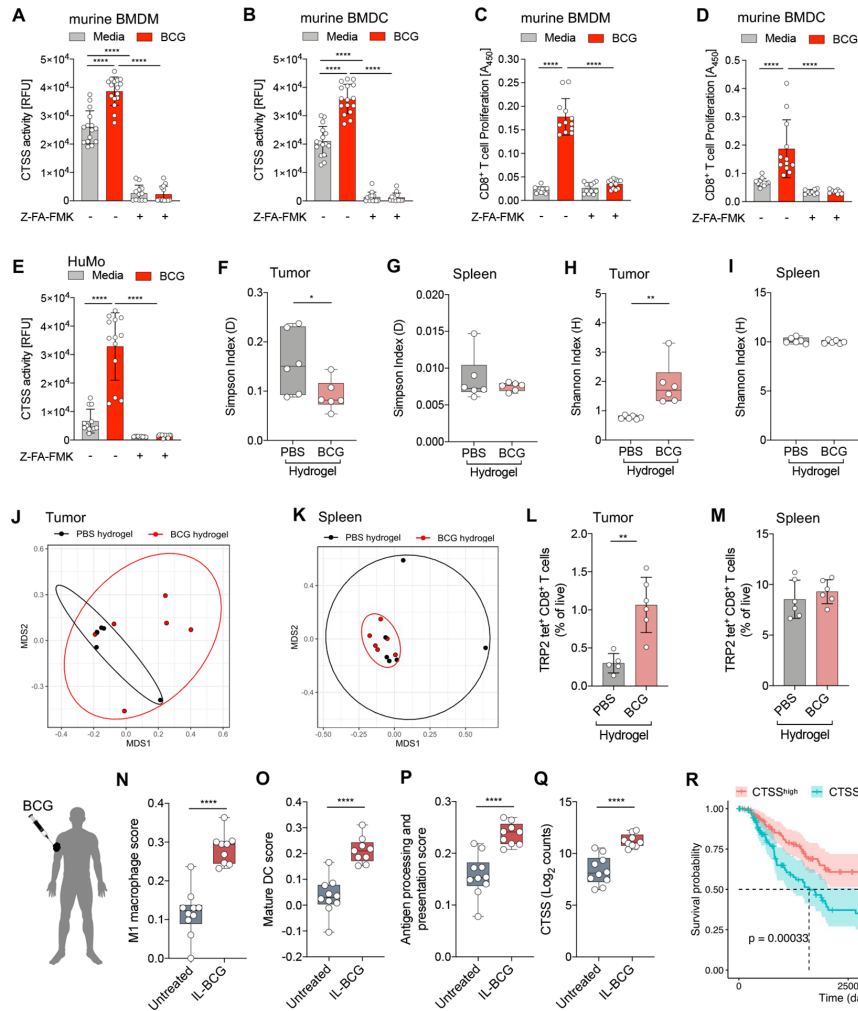 A murine BMDM
Media BCG
****
**** ****
CTSS activity [RFU]
5×10⁴
4×10⁴
3×10⁴
2×10⁴
1×10⁴
0
Z-FA-FMK - - + +
B murine BMDC
Media BCG
****
**** ****
CTSS activity [RFU]
5×10⁴
4×10⁴
3×10⁴
2×10⁴
1×10⁴
0
Z-FA-FMK - - + +
C murine BMDM
Media BCG
**** ****
CD8⁺ T cell Proliferation [A₄₅₀]
0.30
0.25
0.20
0.15
0.10
0.05
0.00
Z-FA-FMK - - + +
D murine BMDC
Media BCG
**** ****
CD8⁺ T cell Proliferation [A₄₅₀]
0.5
0.4
0.3
0.2
0.1
0.0
Z-FA-FMK - - + +
E HuMo
Media BCG
**** ****
CTSS activity [RFU]
5×10⁴
4×10⁴
3×10⁴
2×10⁴
1×10⁴
0
Z-FA-FMK - - + +
F Tumor
*
Simpson Index (D)
0.3
0.2
0.1
0.0
PBS BCG
Hydrogel
G Spleen
Simpson Index (D)
0.020
0.015
0.010
0.005
0.000
PBS BCG
Hydrogel
H Tumor
**
Shannon Index (H)
4
3
2
1
0
PBS BCG
Hydrogel
I Spleen
Shannon Index (H)
15
10
5
0
PBS BCG
Hydrogel
J Tumor
PBS hydrogel BCG hydrogel
MDS2
0.6
0.3
0.0
-0.3
-0.4 -0.2 0.0 0.2 0.4 0.6
MDS1
K Spleen
PBS hydrogel BCG hydrogel
MDS2
0.4
0.0
-0.4
-0.50 -0.25 0.00 0.25 0.50
MDS1
L Tumor
**
TRP2 tet⁺ CD8⁺ T cells
(% of live)
2.0
1.5
1.0
0.5
0.0
PBS BCG
Hydrogel
M Spleen
TRP2 tet⁺ CD8⁺ T cells
(% of live)
15
10
5
0
PBS BCG
Hydrogel
BCG
N
****
M1 macrophage score
0.4
0.3
0.2
0.1
0.0
Untreated IL-BCG
O
****
Mature DC score
0.4
0.3
0.2
0.1
0.0
-0.1
-0.2
Untreated IL-BCG
P
****
Antigen processing and
presentation score
0.3
0.2
0.1
0.0
Untreated IL-BCG
Q
****
CTSS (Log₂ counts)
15
10
5
0
Untreated IL-BCG
R
CTSSʰⁱᵍʰ CTSS
Survival probability
1.00
0.75
0.50
0.25
0.00
p = 0.00033
0 2500
Time (da